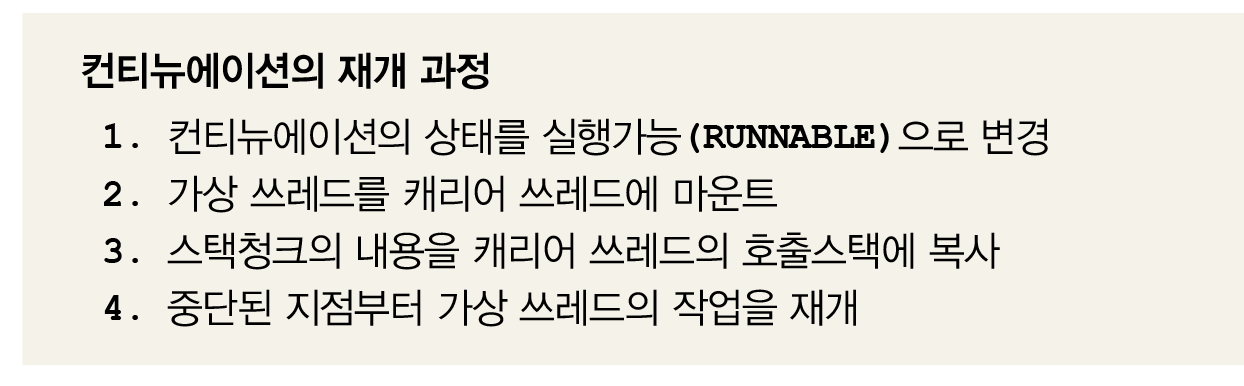 컨티뉴에이션의 재개 과정
1. 컨티뉴에이션의 상태를 실행가능(RUNNABLE)으로 변경
2. 가상 쓰레드를 캐리어 쓰레드에 마운트
3. 스택청크의 내용을 캐리어 쓰레드의 호출스택에 복사
4. 중단된 지점부터 가상 쓰레드의 작업을 재개